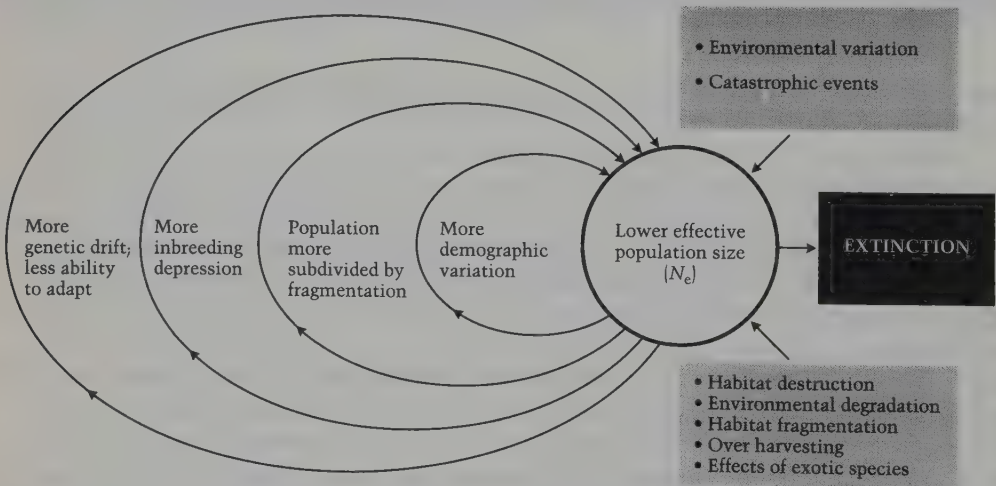 • Environmental variation
• Catastrophic events
More
genetic drift;
less ability
to adapt
More
inbreeding
depression
Population
more
subdivided by
fragmentation
More
demographic
variation
Lower effective
population size
(Ne)
EXTINCTION
• Habitat destruction
• Environmental degradation
• Habitat fragmentation
• Over harvesting
• Effects of exotic species